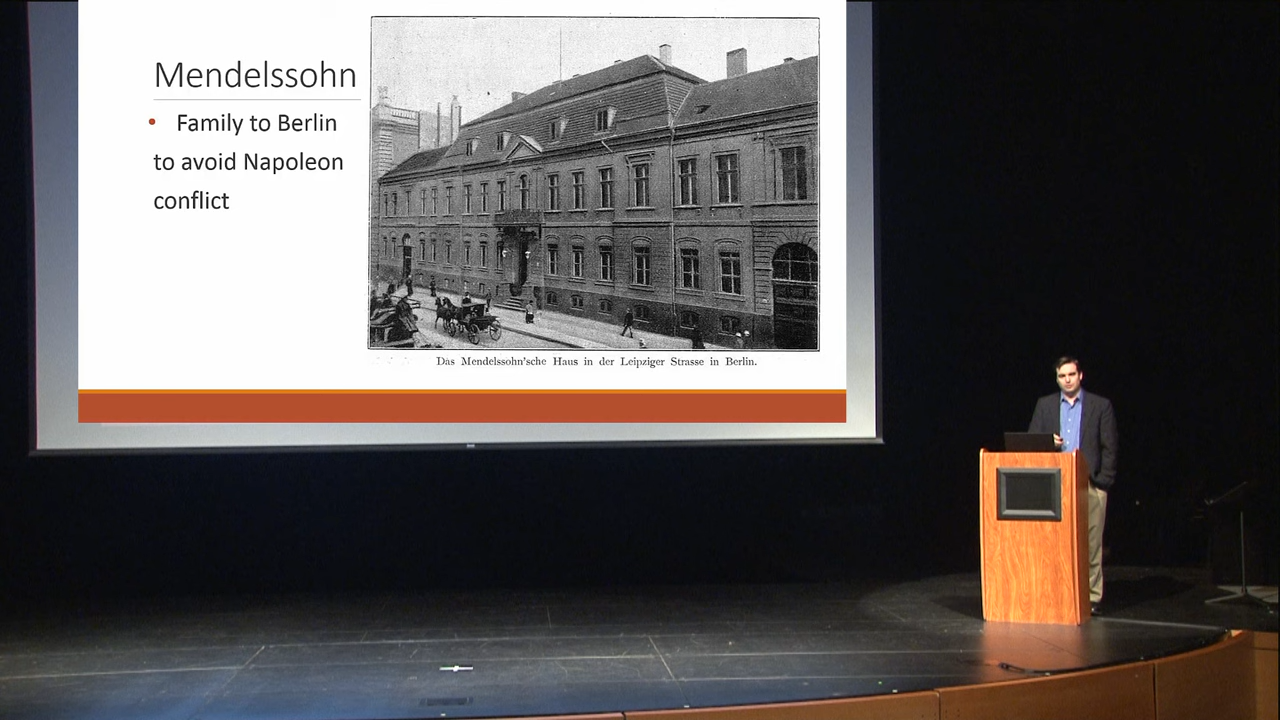 Mendelssohn
• Family to Berlin
to avoid Napoleon
conflict
Das Mendelssohn'sche Haus in der Leipziger Strasse in Berlin.